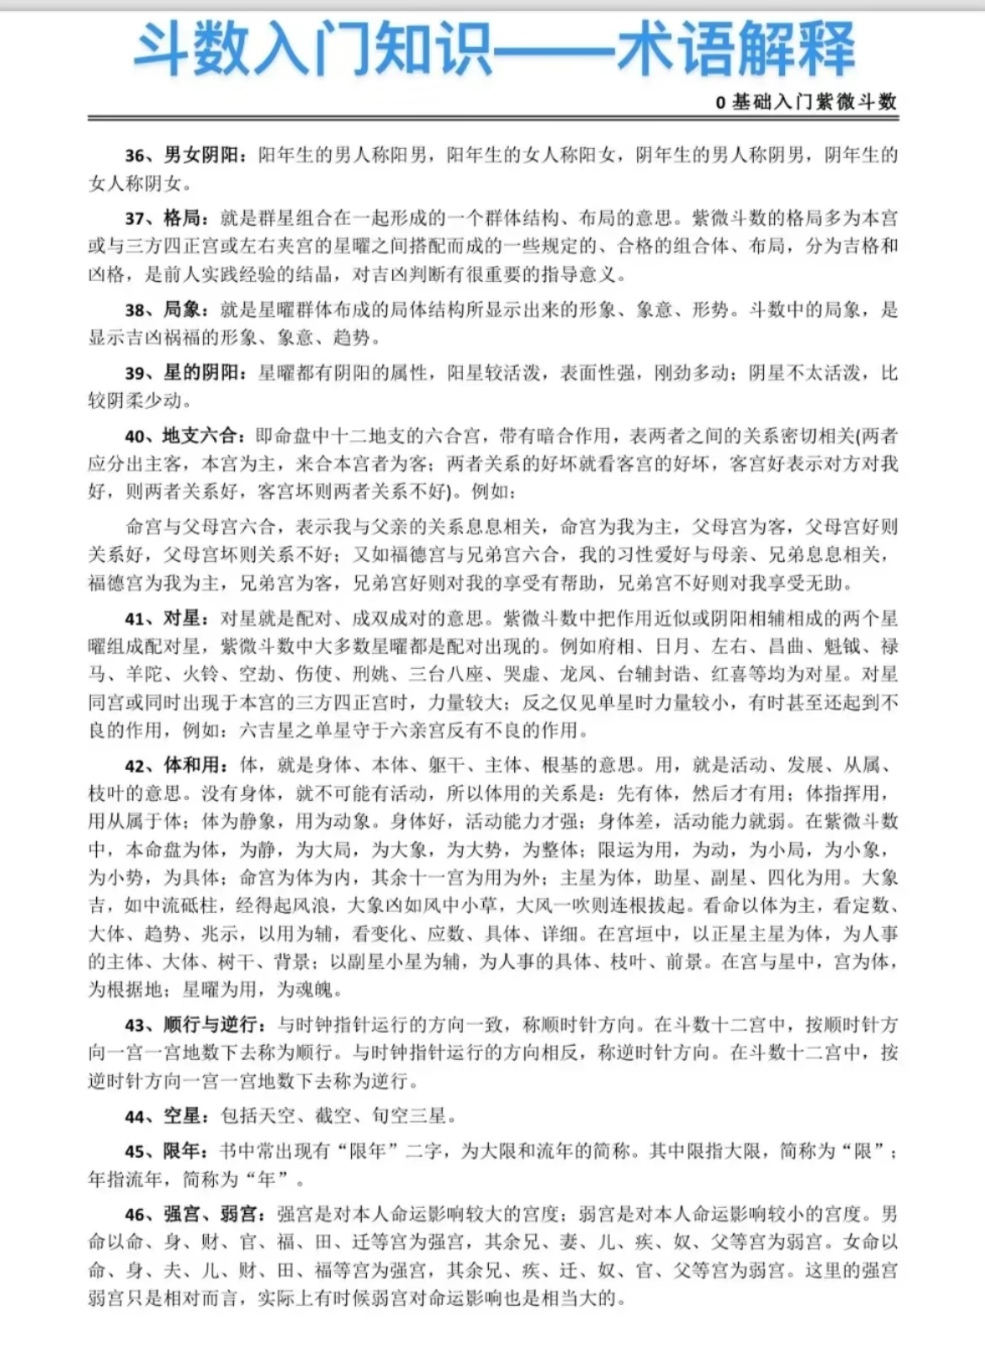 斗数入门知识——术语解释
0 基础入门紫微斗数
36、男女阴阳：阳年生的男人称阳男，阳年生的女人称阳女，阴年生的男人称阴男，阴年生的
女人称阴女。
37、格局：就是群星组合在一起形成的一个群体结构、布局的意思。紫微斗数的格局多为本宫
或与三方四正宫或左右夹宫的星曜之间搭配而成的一些规定的、合格的组合体、布局，分为吉格和
凶格，是前人实践经验的结晶，对吉凶判断有很重要的指导意义。
38、局象：就是星曜群体布成的局体结构所显示出来的形象、象意、形势。斗数中的局象，是
显示吉凶祸福的形象、象意、趋势。
39、星的阴阳：星曜都有阴阳的属性，阳星较活泼，表面性强，刚劲多动；阴星不太活泼，比
较阴柔少动。
40、地支六合：即命盘中十二地支的六合宫，带有暗合作用，表两者之间的关系密切相关(两者
应分出主客，本宫为主，来合本宫者为客；两者关系的好坏就看客宫的好坏，客宫好表示对方对我
好，则两者关系好，客宫坏则两者关系不好)。例如：
命宫与父母宫六合，表示我与父亲的关系息息相关，命宫为我为主，父母宫为客，父母宫好则
关系好，父母宫坏则关系不好；又如福德宫与兄弟宫六合，我的习性爱好与母亲、兄弟息息相关，
福德宫为我为主，兄弟宫为客，兄弟宫好则对我的享受有帮助，兄弟宫不好则对我享受无助。
41、对星：对星就是配对、成双成对的意思。紫微斗数中把作用近似或阴阳相辅相成的两个星
曜组成配对星，紫微斗数中大多数星曜都是配对出现的。例如府相、日月、左右、昌曲、魁钺、禄
马、羊陀、火铃、空劫、伤使、刑姚、三台八座、哭虚、龙凤、台辅封诰、红喜等均为对星。对星
同宫或同时出现于本宫的三方四正宫时，力量较大；反之仅见单星时力量较小，有时甚至还起到不
良的作用，例如：六吉星之单星守于六亲宫反有不良的作用。
42、体和用：体，就是身体、本体、躯干、主体、根基的意思。用，就是活动、发展、从属、
枝叶的意思。没有身体，就不可能有活动，所以体用的关系是：先有体，然后才有用；体指挥用，
用从属于体；体为静象，用为动象。身体好，活动能力才强；身体差，活动能力就弱。在紫微斗数
中，本命盘为体，为静，为大局，为大象，为大势，为整体；限运为用，为动，为小局，为小象，
为小势，为具体；命宫为体为内，其余十一宫为用为外；主星为体，助星、副星、四化为用。大象
吉，如中流砥柱，经得起风浪，大象凶如风中小草，大风一吹则连根拔起。看命以体为主，看定数、
大体、趋势、兆示，以用为辅，看变化、应数、具体、详细。在宫垣中，以正星主星为体，为人事
的主体、大体、树干、背景；以副星小星为辅，为人事的具体、枝叶、前景。在宫与星中，宫为体，
为根据地；星曜为用，为魂魄。
43、顺行与逆行：与时钟指针运行的方向一致，称顺时针方向。在斗数十二宫中，按顺时针方
向一宫一宫地数下去称为顺行。与时钟指针运行的方向相反，称逆时针方向。在斗数十二宫中，按
逆时针方向一宫一宫地数下去称为逆行。
44、空星：包括天空、截空、旬空三星。
45、限年：书中常出现有“限年”二字，为大限和流年的简称。其中限指大限，简称为“限”；
年指流年，简称为“年”。
46、强宫、弱宫：强宫是对本人命运影响较大的宫度；弱宫是对本人命运影响较小的宫度。男
命以命、身、财、官、福、田、迁等宫为强宫，其余兄、妻、儿、疾、奴、父等宫为弱宫。女命以
命、身、夫、儿、财、田、福等宫为强宫，其余兄、疾、迁、奴、官、父等宫为弱宫。这里的强宫
弱宫只是相对而言，实际上有时候弱宫对命运影响也是相当大的。